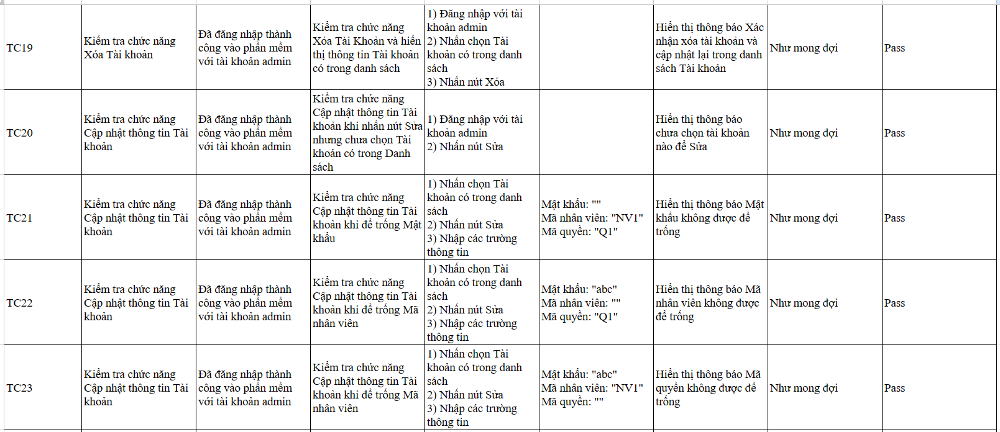 TC19
Kiểm tra chức năng
Xóa Tài khoản
Đã đăng nhập thành
công vào phần mềm
với tài khoản admin
Kiểm tra chức năng
Xóa Tài Khoản và hiển
thị thông tin Tài khoản
có trong danh sách
1) Đăng nhập với tài
khoản admin
2) Nhấn chọn Tài
khoản có trong danh
sách
3) Nhấn nút Xóa
Hiển thị thông báo Xác
nhận xóa tài khoản và
cập nhật lại trong danh
sách Tài khoản
Như mong đợi
Pass
TC20
Kiểm tra chức năng
Cập nhật thông tin Tài
khoản
Đã đăng nhập thành
công vào phần mềm
với tài khoản admin
Kiểm tra chức năng
Cập nhật thông tin Tài
khoản khi nhấn nút Sửa
nhưng chưa chọn Tài
khoản có trong Danh
sách
1) Đăng nhập với tài
khoản admin
2) Nhấn nút Sửa
Hiển thị thông báo
chưa chọn tài khoản
nào để Sửa
Như mong đợi
Pass
TC21
Kiểm tra chức năng
Cập nhật thông tin Tài
khoản
Đã đăng nhập thành
công vào phần mềm
với tài khoản admin
Kiểm tra chức năng
Cập nhật thông tin Tài
khoản khi để trống Mật
khẩu
1) Nhấn chọn Tài
khoản có trong danh
sách
2) Nhấn nút Sửa
3) Nhập các trường
thông tin
Mật khẩu: ""
Mã nhân viên: "NV1"
Mã quyền: "Q1"
Hiển thị thông báo Mật
khẩu không được để
trống
Như mong đợi
Pass
TC22
Kiểm tra chức năng
Cập nhật thông tin Tài
khoản
Đã đăng nhập thành
công vào phần mềm
với tài khoản admin
Kiểm tra chức năng
Cập nhật thông tin Tài
khoản khi để trống Mã
nhân viên
1) Nhấn chọn Tài
khoản có trong danh
sách
2) Nhấn nút Sửa
3) Nhập các trường
thông tin
Mật khẩu: "abc"
Mã nhân viên: ""
Mã quyền: "Q1"
Hiển thị thông báo Mã
nhân viên không được
để trống
Như mong đợi
Pass
TC23
Kiểm tra chức năng
Cập nhật thông tin Tài
khoản
Đã đăng nhập thành
công vào phần mềm
với tài khoản admin
Kiểm tra chức năng
Cập nhật thông tin Tài
khoản khi để trống Mã
nhân viên
1) Nhấn chọn Tài
khoản có trong danh
sách
2) Nhấn nút Sửa
3) Nhập các trường
thông tin
Mật khẩu: "abc"
Mã nhân viên: "NV1"
Mã quyền: ""
Hiển thị thông báo Mã
quyền không được để
trống
Như mong đợi
Pass